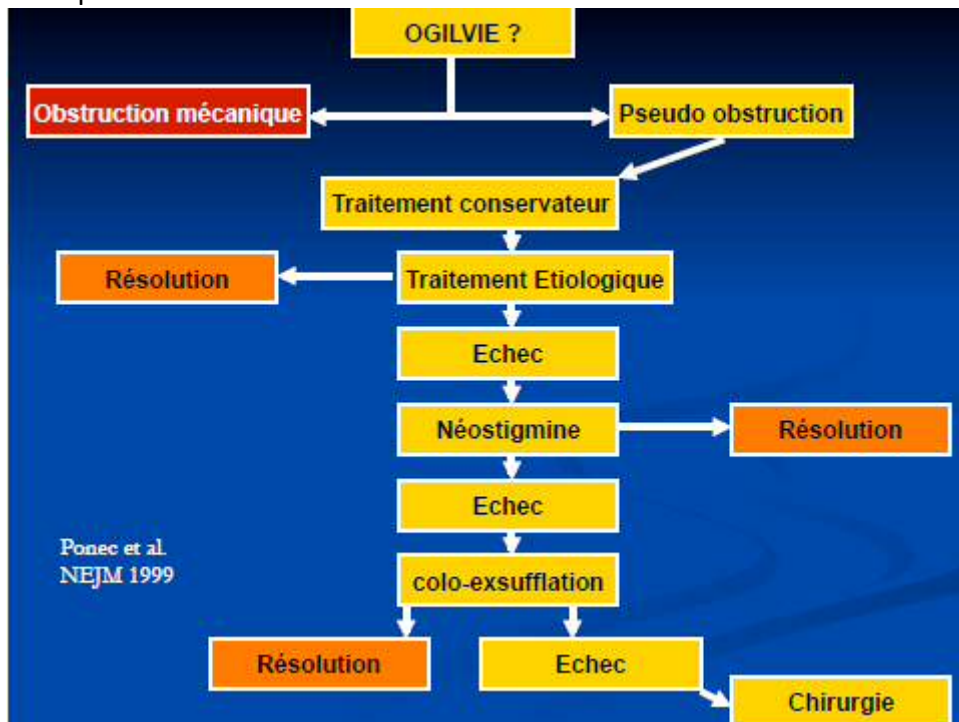 OGILVIE ?
Obstruction mécanique
Pseudo obstruction
Traitement conservateur
Résolution
Traitement Etiologique
Echec
Néostigmine
Résolution
Echec
Ponec et al.
NEJM 1999
colo-exsufflation
Résolution
Echec
Chirurgie